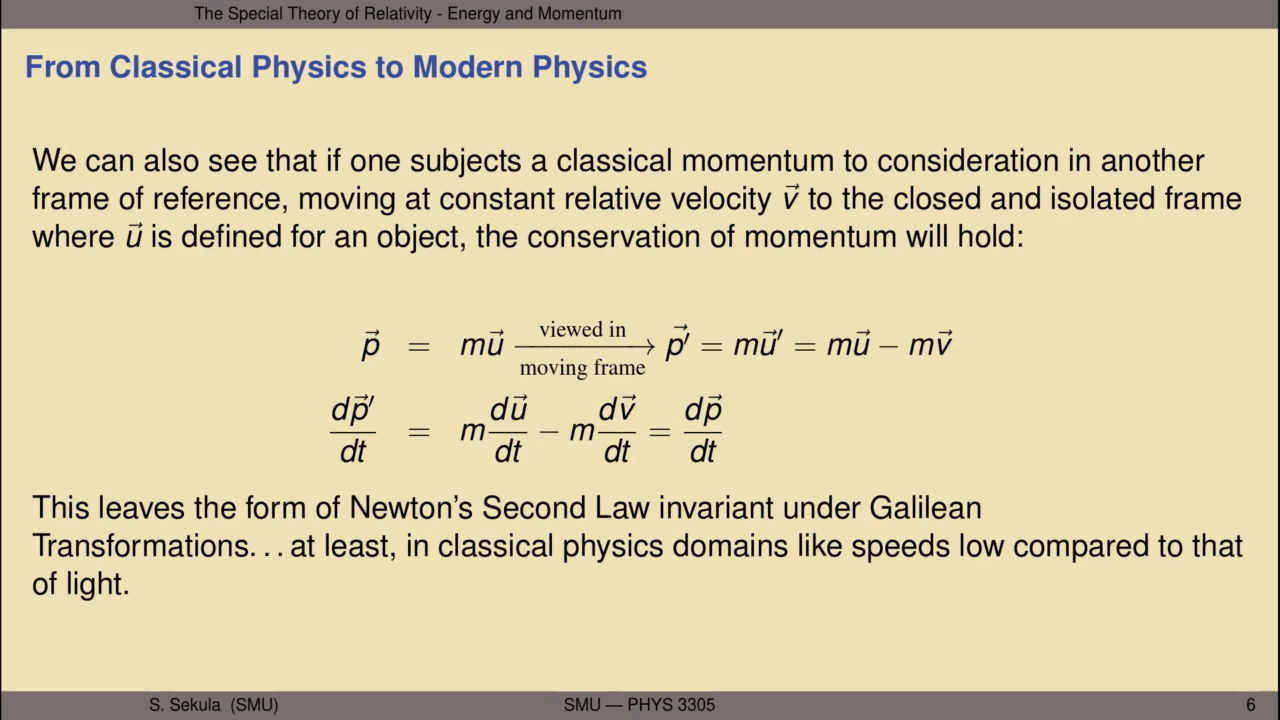 The Special Theory of Relativity - Energy and Momentum
From Classical Physics to Modern Physics
We can also see that if one subjects a classical momentum to consideration in another
frame of reference, moving at constant relative velocity v⃗ to the closed and isolated frame
where u⃗ is defined for an object, the conservation of momentum will hold:
p⃗ = mu⃗ —viewed in / moving frame→ p⃗′ = mu⃗′ = mu⃗ − mv⃗
dp⃗′/dt = m du⃗/dt − m dv⃗/dt = dp⃗/dt
This leaves the form of Newton's Second Law invariant under Galilean
Transformations... at least, in classical physics domains like speeds low compared to that
of light.
S. Sekula (SMU) SMU — PHYS 3305 6